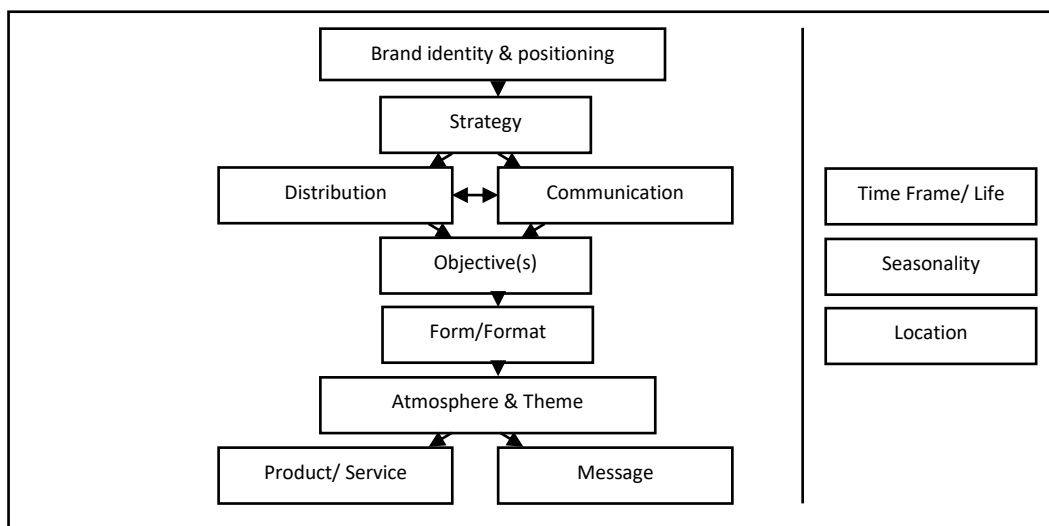 Brand identity & positioning
Strategy
Distribution
Communication
Objective(s)
Form/Format
Atmosphere & Theme
Product/ Service
Message
Time Frame/ Life
Seasonality
Location